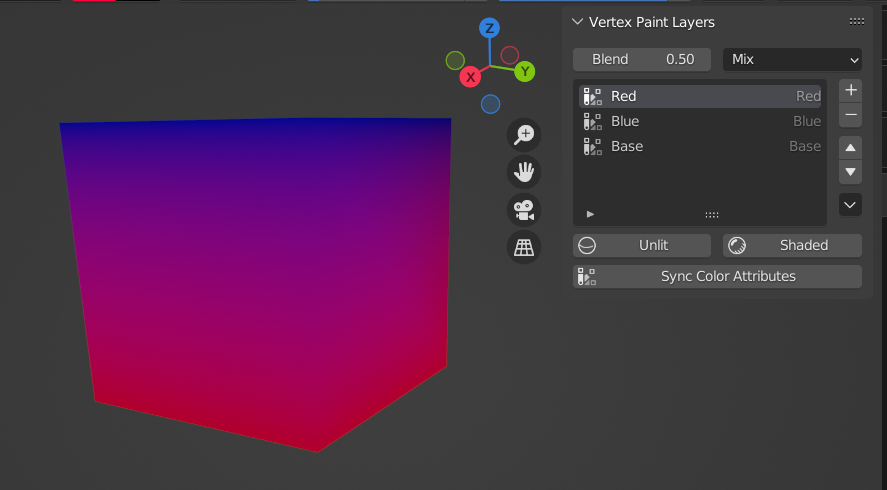 Vertex Paint Layers
Z
Blend 0.50 Mix
X Y
Red Red
Blue Blue
Base Base
Unlit Shaded
Sync Color Attributes